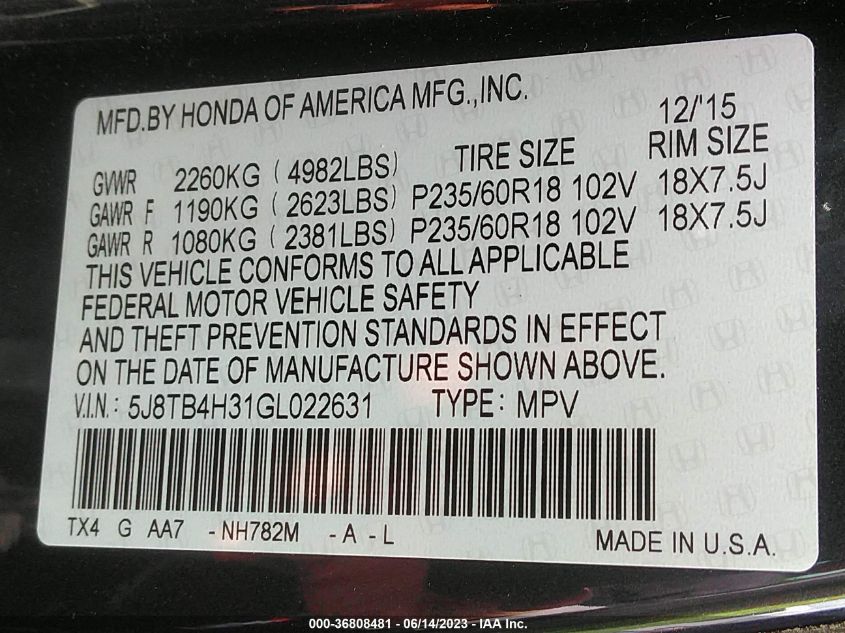 MFD.BY HONDA OF AMERICA MFG.,INC. 12/'15
GVWR 2260KG ( 4982LBS) TIRE SIZE RIM SIZE
GAWR F 1190KG ( 2623LBS) P235/60R18 102V 18X7.5J
GAWR R 1080KG ( 2381LBS) P235/60R18 102V 18X7.5J
THIS VEHICLE CONFORMS TO ALL APPLICABLE
FEDERAL MOTOR VEHICLE SAFETY
AND THEFT PREVENTION STANDARDS IN EFFECT
ON THE DATE OF MANUFACTURE SHOWN ABOVE.
V.I.N.: 5J8TB4H31GL022631 TYPE: MPV
TX4 G AA7 -NH782M -A -L MADE IN U.S.A.
000-36808481 - 06/14/2023 - IAA Inc.